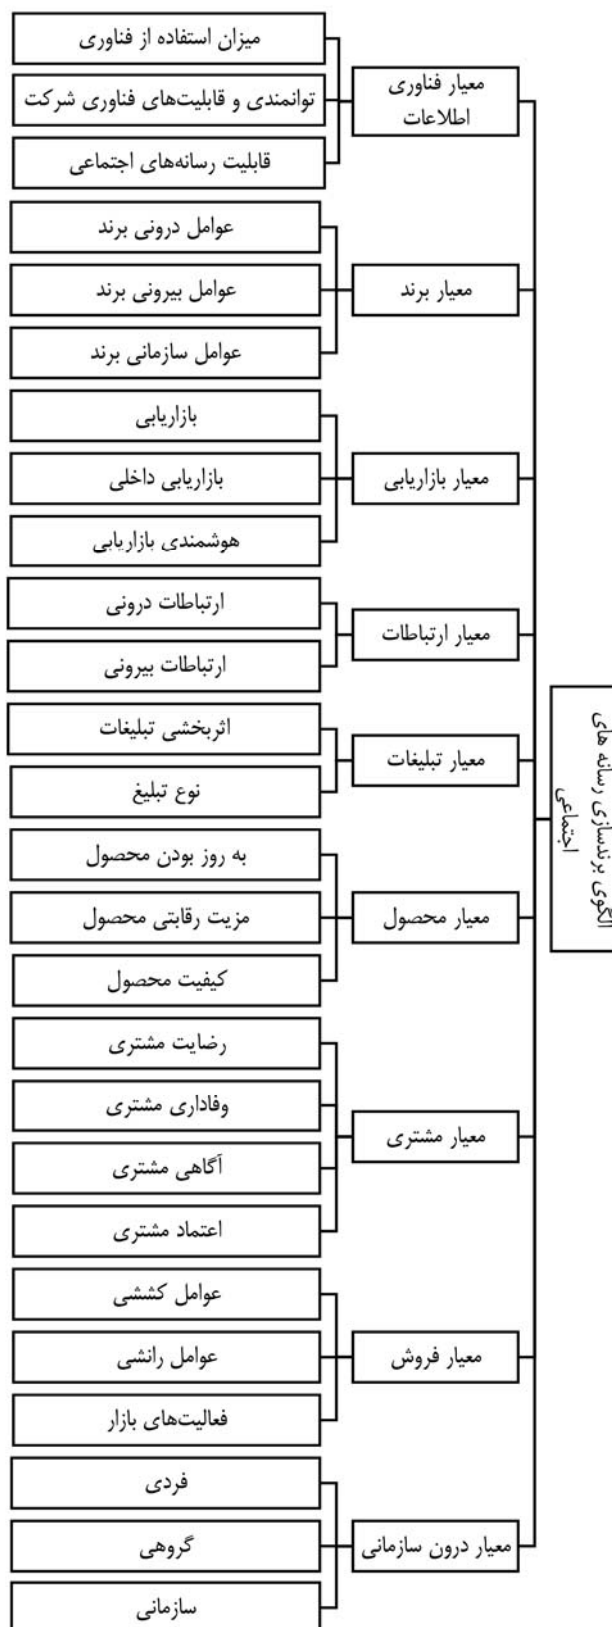 الگوی برندسازی رسانه های
اجتماعی
معیار فناوری
اطلاعات
میزان استفاده از فناوری
توانمندی و قابلیت‌های فناوری شرکت
قابلیت رسانه‌های اجتماعی
معیار برند
عوامل درونی برند
عوامل بیرونی برند
عوامل سازمانی برند
معیار بازاریابی
بازاریابی
بازاریابی داخلی
هوشمندی بازاریابی
معیار ارتباطات
ارتباطات درونی
ارتباطات بیرونی
معیار تبلیغات
اثربخشی تبلیغات
نوع تبلیغ
معیار محصول
به روز بودن محصول
مزیت رقابتی محصول
کیفیت محصول
معیار مشتری
رضایت مشتری
وفاداری مشتری
آگاهی مشتری
اعتماد مشتری
معیار فروش
عوامل کششی
عوامل رانشی
فعالیت‌های بازار
معیار درون سازمانی
فردی
گروهی
سازمانی